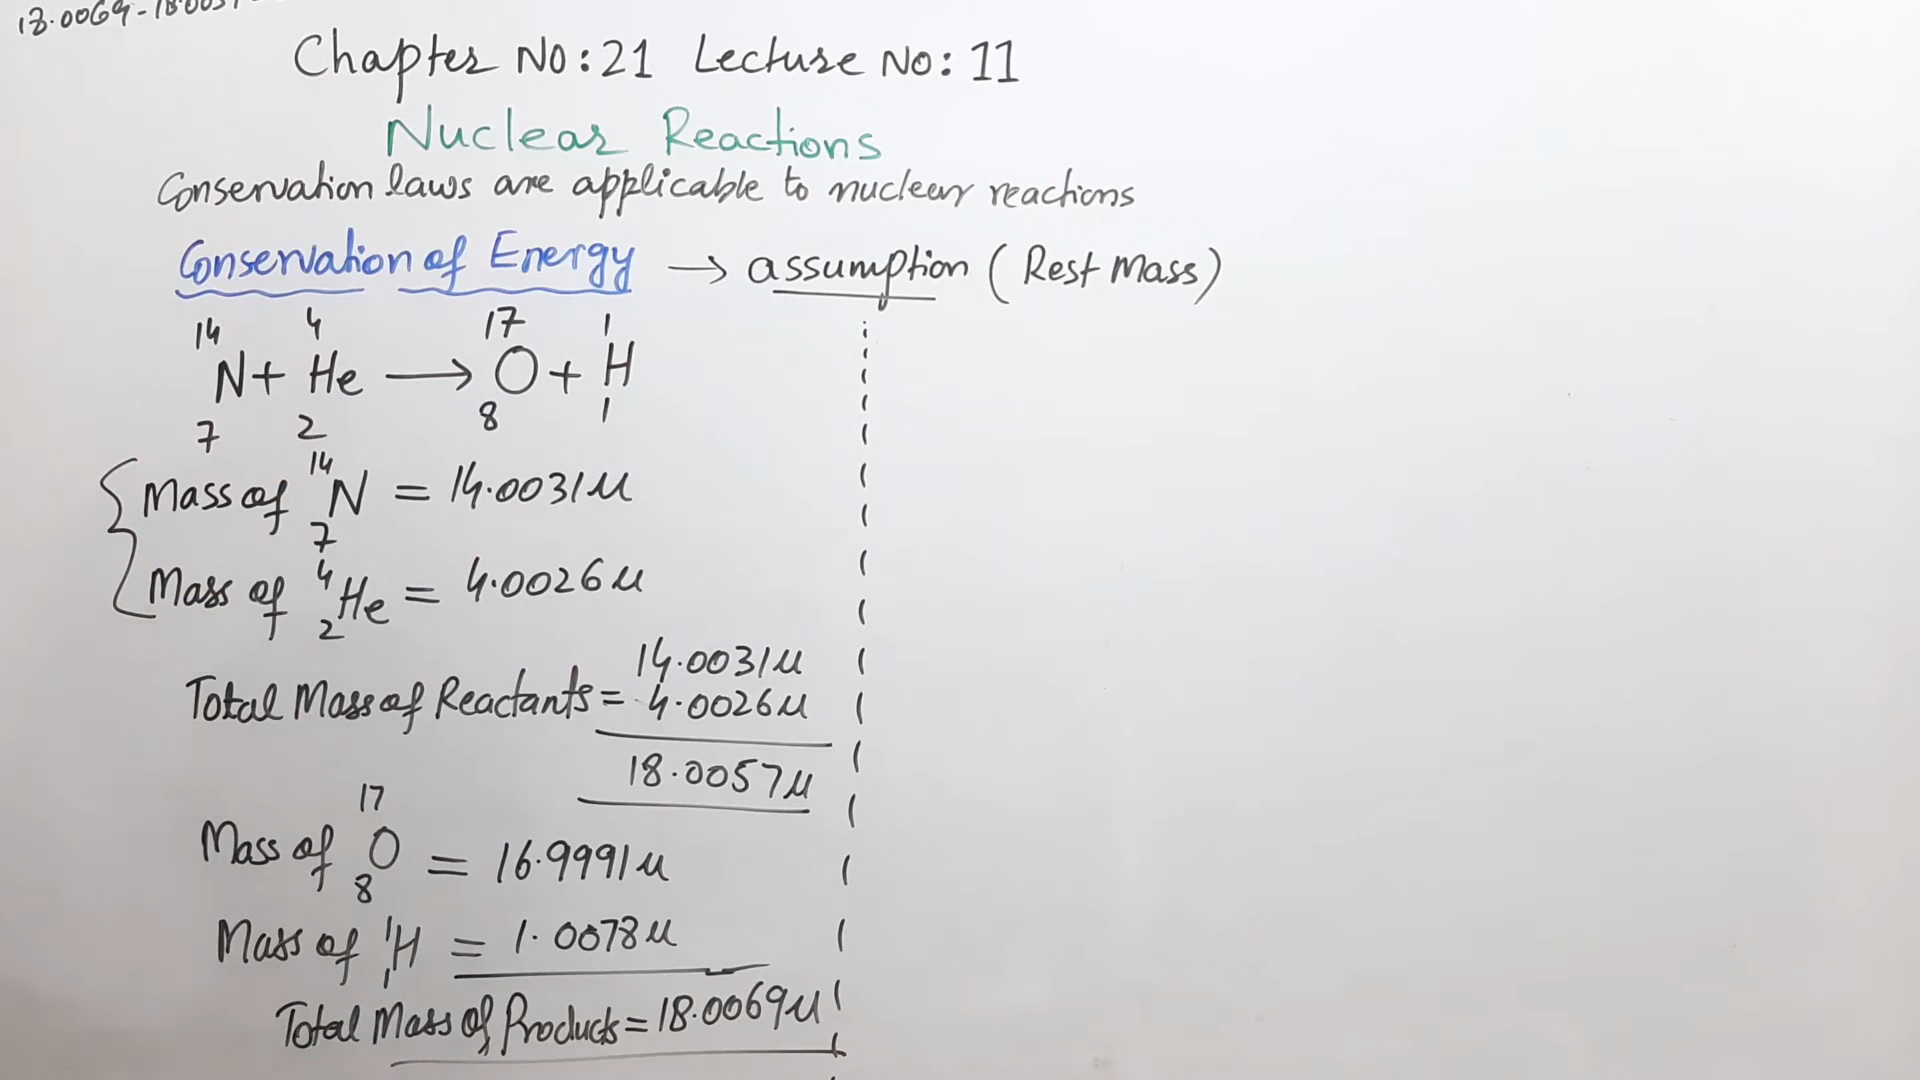 18.0069-18.0057
Chapter No:21 Lecture No: 11
Nuclear Reactions
Conservation laws are applicable to nuclear reactions
Conservation of Energy → assumption (Rest Mass)
14 4 17 1
N + He → O + H
7 2 8 1
14
Mass of N = 14.0031u
7
Mass of 4 2 He = 4.0026u
14.0031u
Total Mass of Reactants = 4.0026u
18.0057u
17
Mass of O = 16.9991u
8
Mass of 1 1 H = 1.0078u
Total Mass of Products = 18.0069u